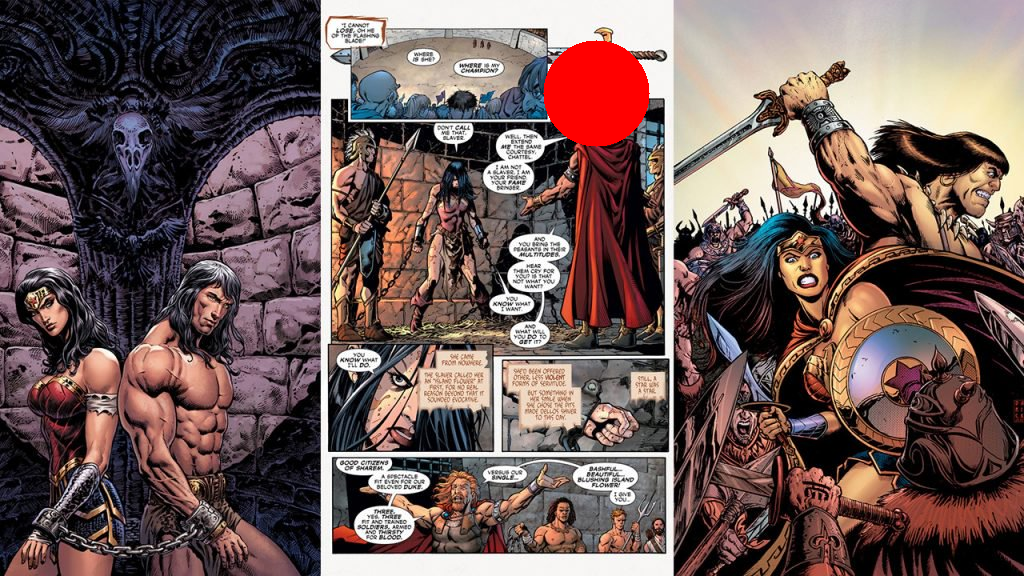 "I CANNOT
LOSE, OH HE
OF THE FLASHING
BLADE!"
WHERE
IS SHE?
WHERE IS MY
CHAMPION?
DON'T CALL
ME THAT,
SLAVER.
WELL, THEN
EXTEND
ME THE SAME
COURTESY,
CHATTEL.
I AM NOT
A SLAVER. I AM
YOUR FRIEND.
YOUR FAME
BRINGER.
AND
YOU BRING THE
PEASANTS IN THEIR
MULTITUDES.
HEAR
THEM CRY FOR
YOU? IS THAT
NOT WHAT YOU
WANT?
YOU
KNOW WHAT
I WANT.
AND
WHAT WILL
YOU DO TO
GET IT?
YOU
KNOW WHAT
I'LL DO.
SHE CAME
FROM NOWHERE.
THE SLAVER CALLED HER
AN "ISLAND FLOWER" AT
FIRST, FOR NO REAL
REASON BEYOND THAT IT
SOUNDED EVOCATIVE.
SHE'D BEEN OFFERED
OTHER, LESS VIOLENT
FORMS OF SERVITUDE.
BUT SOMETHING IN
HER SMILE WHEN
SHE CHOSE THE PITS,
MADE DELLOS SHIVER
TO THIS DAY.
STILL, A
STAR WAS
A STAR.
GOOD CITIZENS
OF SHAREM.
A SPECTACLE
FIT EVEN FOR OUR
BELOVED DUKE.
THREE,
YES, THREE
FIT AND TRAINED
SOLDIERS, ARMED
AND THIRSTY
FOR BLOOD.
VERSUS OUR
SINGLE...
BASHFUL...
BEAUTIFUL,
BLUSHING ISLAND
FLOWER!
I GIVE
YOU...